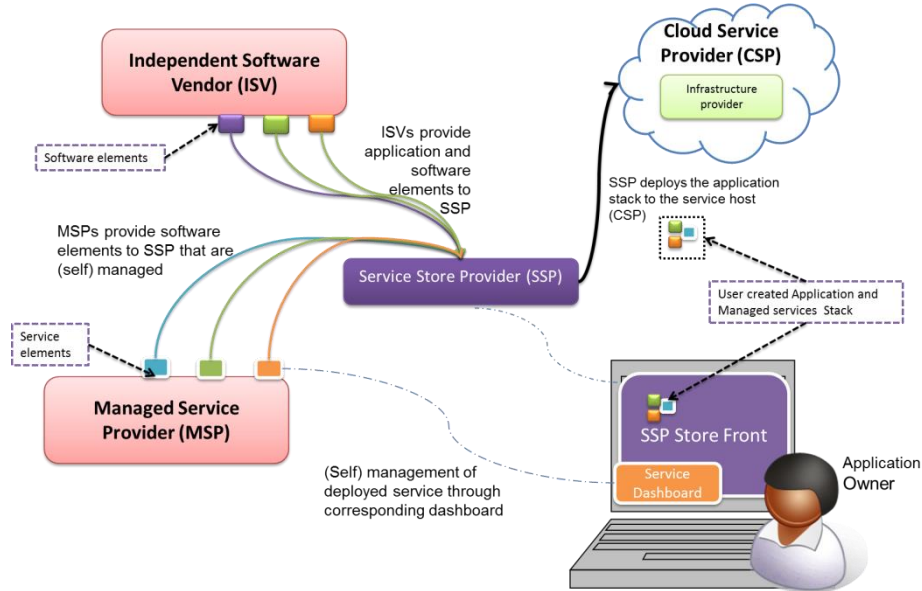 Independent Software
Vendor (ISV)
Cloud Service
Provider (CSP)
Infrastructure
provider
Software elements
ISVs provide
application and
software
elements to
SSP
SSP deploys the application
stack to the service host
(CSP)
MSPs provide software
elements to SSP that are
(self) managed
Service Store Provider (SSP)
User created Application and
Managed services Stack
Service
elements
Managed Service
Provider (MSP)
SSP Store Front
Service
Dashboard
(Self) management of
deployed service through
corresponding dashboard
Application
Owner